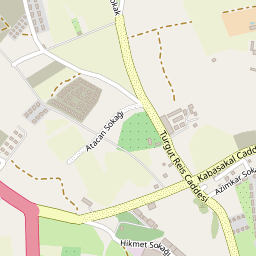 Sokak
Atacan Sokağı
Turgut Reis Caddesi
Kabasakal Cadde
Azimkar Sok
Hikmet Sokağı